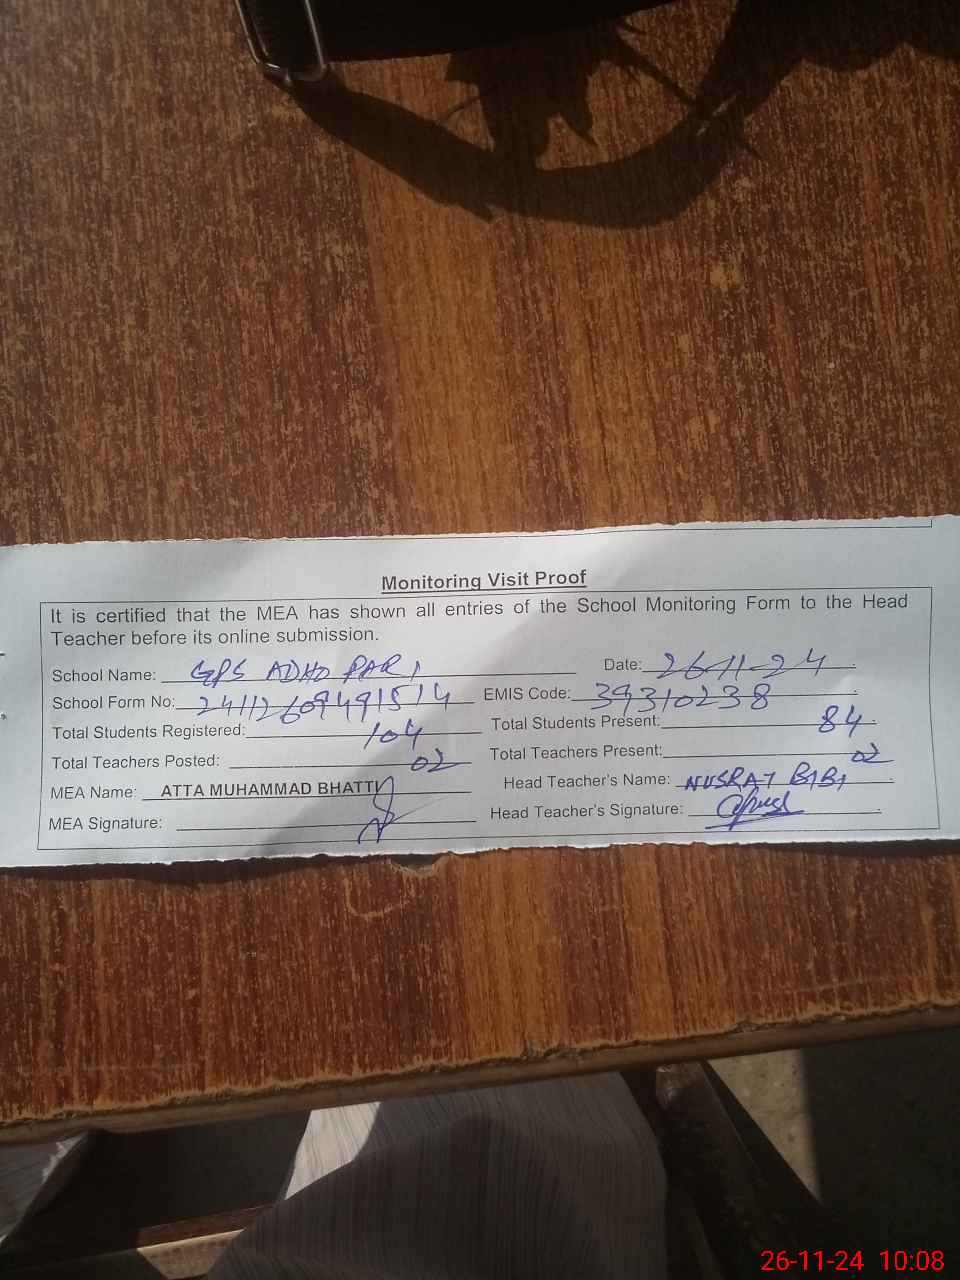 Monitoring Visit Proof
It is certified that the MEA has shown all entries of the School Monitoring Form to the Head
Teacher before its online submission.
School Name: GPS ADHO PARI Date: 26-11-24
School Form No: 24112609491514 EMIS Code: 39310238
Total Students Registered: 104 Total Students Present: 84
Total Teachers Posted: 02 Total Teachers Present: 02
MEA Name: ATTA MUHAMMAD BHATTI Head Teacher's Name: NUSRAT BIBI
MEA Signature: Head Teacher's Signature:
26-11-24 10:08